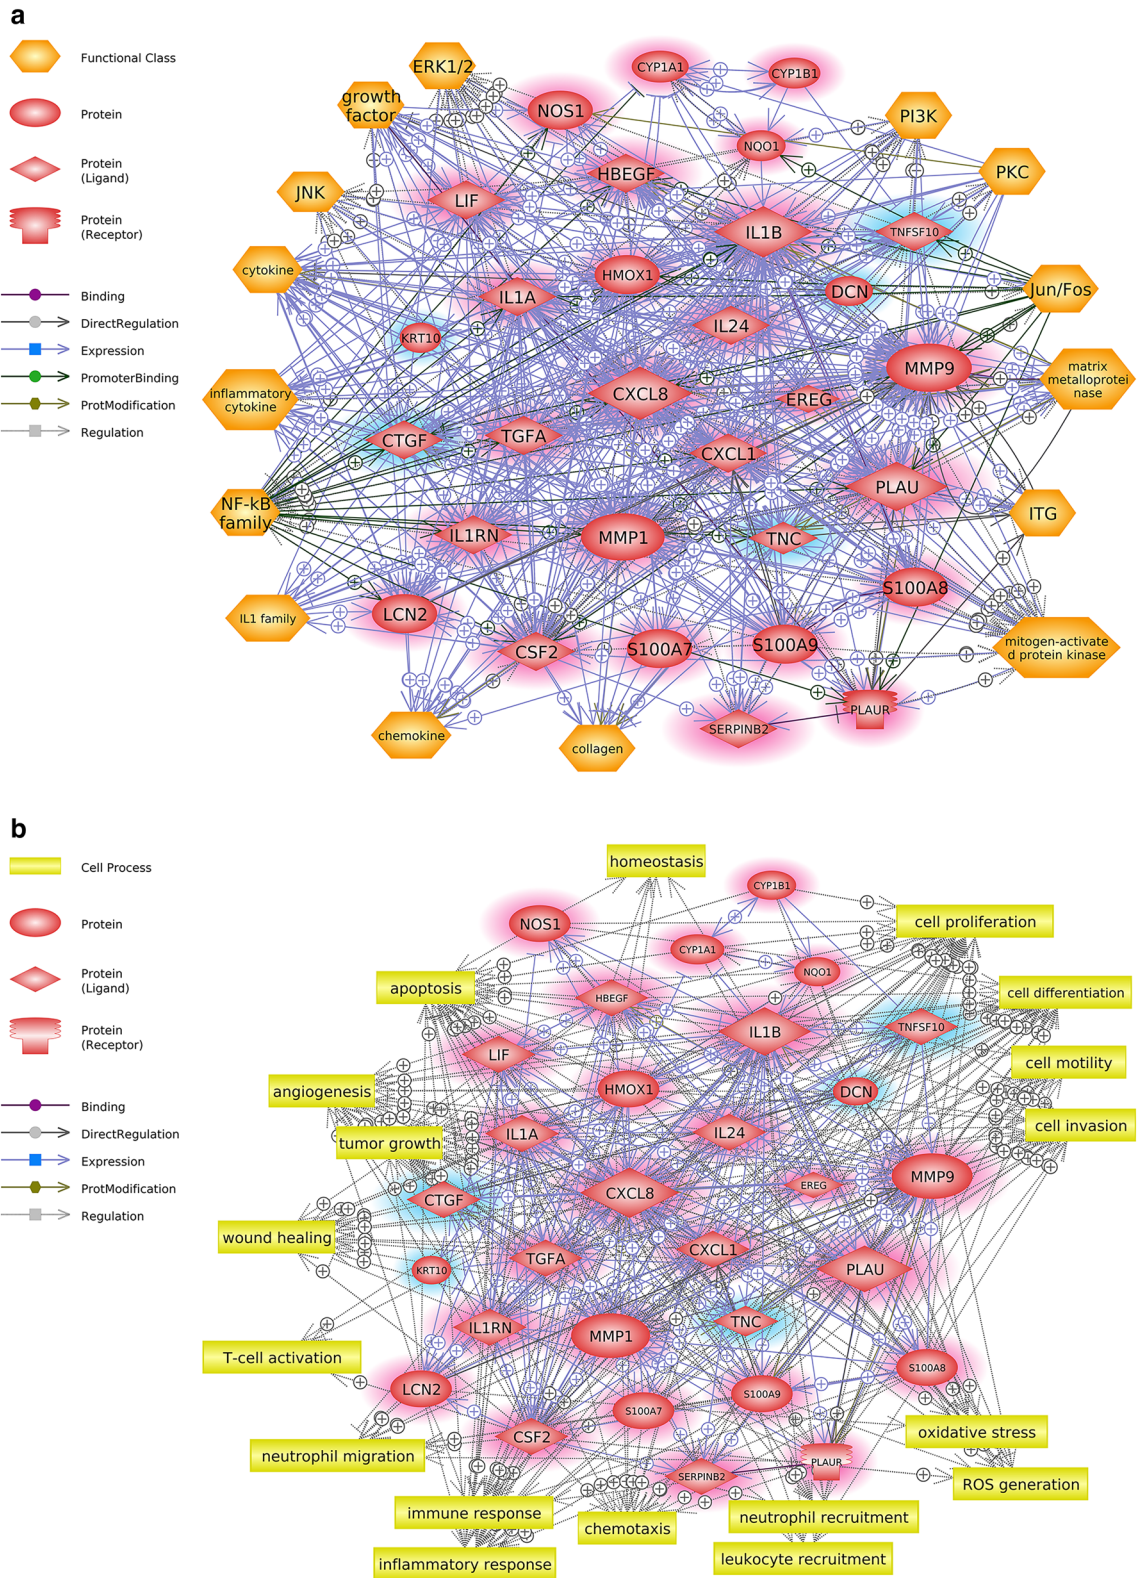 a
Functional Class
Protein
Protein
(Ligand)
Protein
(Receptor)
Binding
DirectRegulation
Expression
PromoterBinding
ProtModification
Regulation
ERK1/2
CYP1A1
CYP1B1
growth
factor
NOS1
PI3K
NQO1
HBEGF
PKC
JNK
LIF
IL1B
TNFSF10
cytokine
HMOX1
IL1A
DCN
Jun/Fos
KRT10
IL24
MMP9
matrix
metalloprotei
nase
inflammatory
cytokine
CXCL8
EREG
CTGF
TGFA
CXCL1
PLAU
NF-kB
family
ITG
IL1RN
MMP1
TNC
S100A8
IL1 family
LCN2
CSF2
S100A7
S100A9
mitogen-activate
d protein kinase
PLAUR
chemokine
collagen
SERPINB2
b
Cell Process
Protein
Protein
(Ligand)
Protein
(Receptor)
Binding
DirectRegulation
Expression
ProtModification
Regulation
homeostasis
CYP1B1
NOS1
cell proliferation
CYP1A1
NQO1
apoptosis
HBEGF
cell differentiation
IL1B
TNFSF10
LIF
cell motility
angiogenesis
HMOX1
DCN
tumor growth
IL1A
IL24
cell invasion
CTGF
CXCL8
EREG
MMP9
wound healing
TGFA
CXCL1
PLAU
KRT10
IL1RN
MMP1
TNC
T-cell activation
LCN2
S100A8
S100A9
S100A7
CSF2
oxidative stress
neutrophil migration
PLAUR
SERPINB2
ROS generation
immune response
chemotaxis
neutrophil recruitment
inflammatory response
leukocyte recruitment